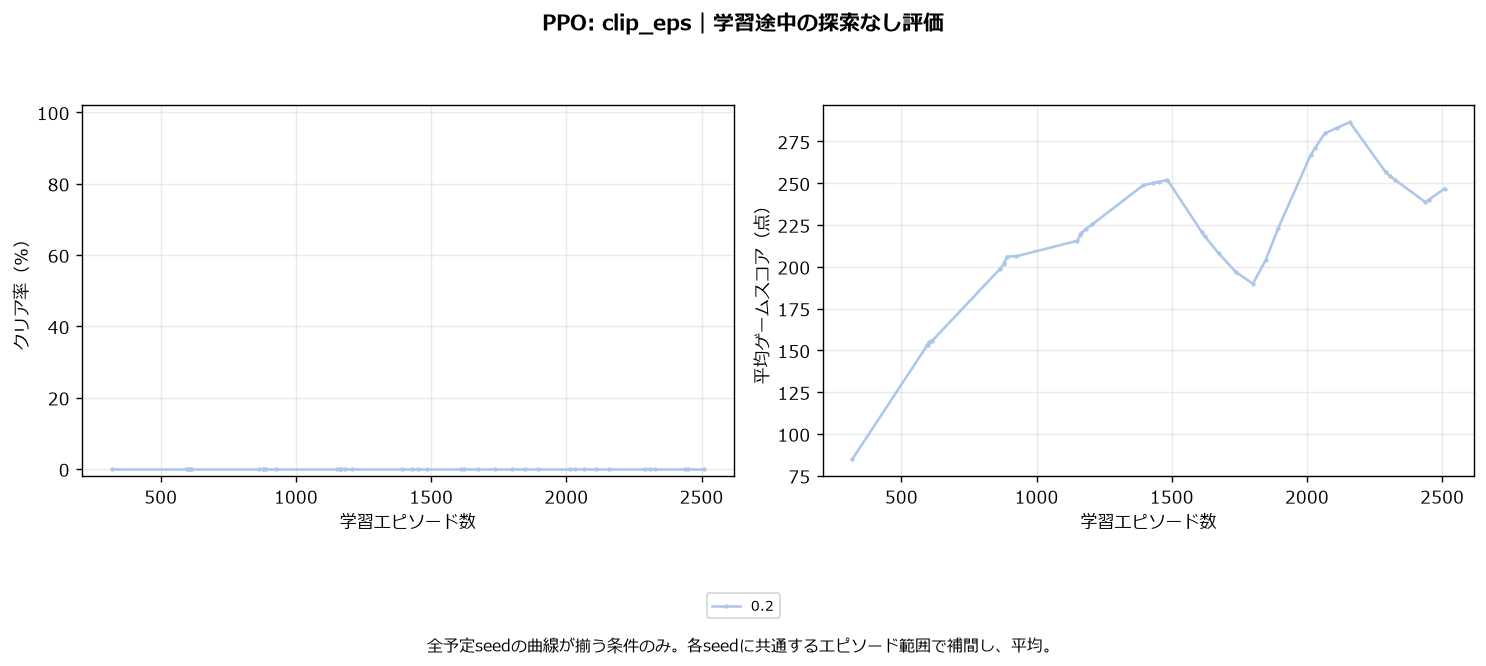 PPO: clip_eps | 学習途中の探索なし評価
クリア率（%）
100
80
60
40
20
0
500 1000 1500 2000 2500
学習エピソード数
平均ゲームスコア（点）
275
250
225
200
175
150
125
100
75
500 1000 1500 2000 2500
学習エピソード数
0.2
全予定seedの曲線が揃う条件のみ。各seedに共通するエピソード範囲で補間し、平均。